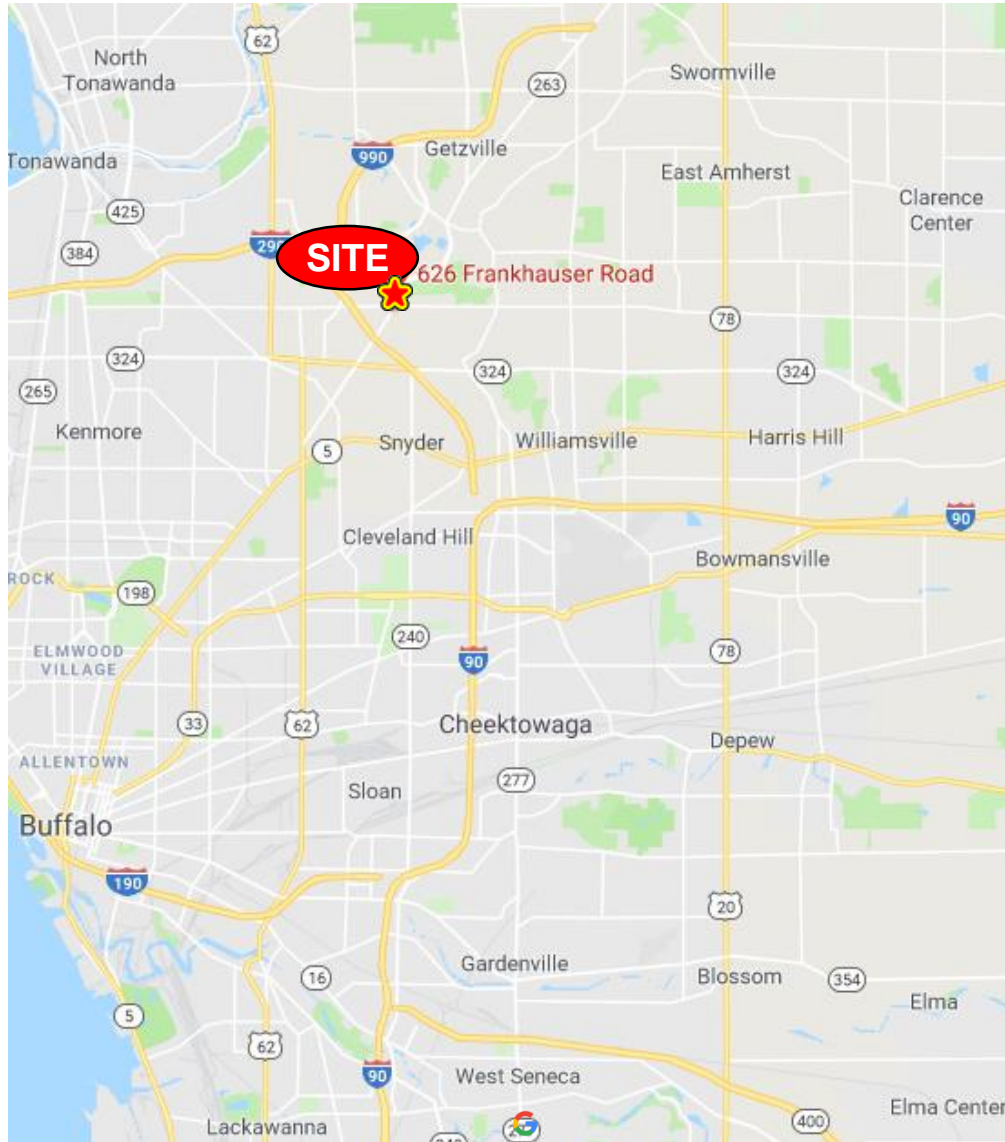 62
North
Tonawanda
Swormville
263
990
Getzville
Tonawanda
East Amherst
Clarence
Center
425
290
384
SITE
626 Frankhauser Road
78
324
324
324
265
Kenmore
5
Snyder
Williamsville
Harris Hill
90
Cleveland Hill
Bowmansville
ROCK
198
240
ELMWOOD
VILLAGE
90
78
33
62
Cheektowaga
Depew
ALLENTOWN
277
Sloan
Buffalo
190
20
Gardenville
16
Blossom
354
Elma
5
62
90
West Seneca
Elma Center
Lackawanna
400